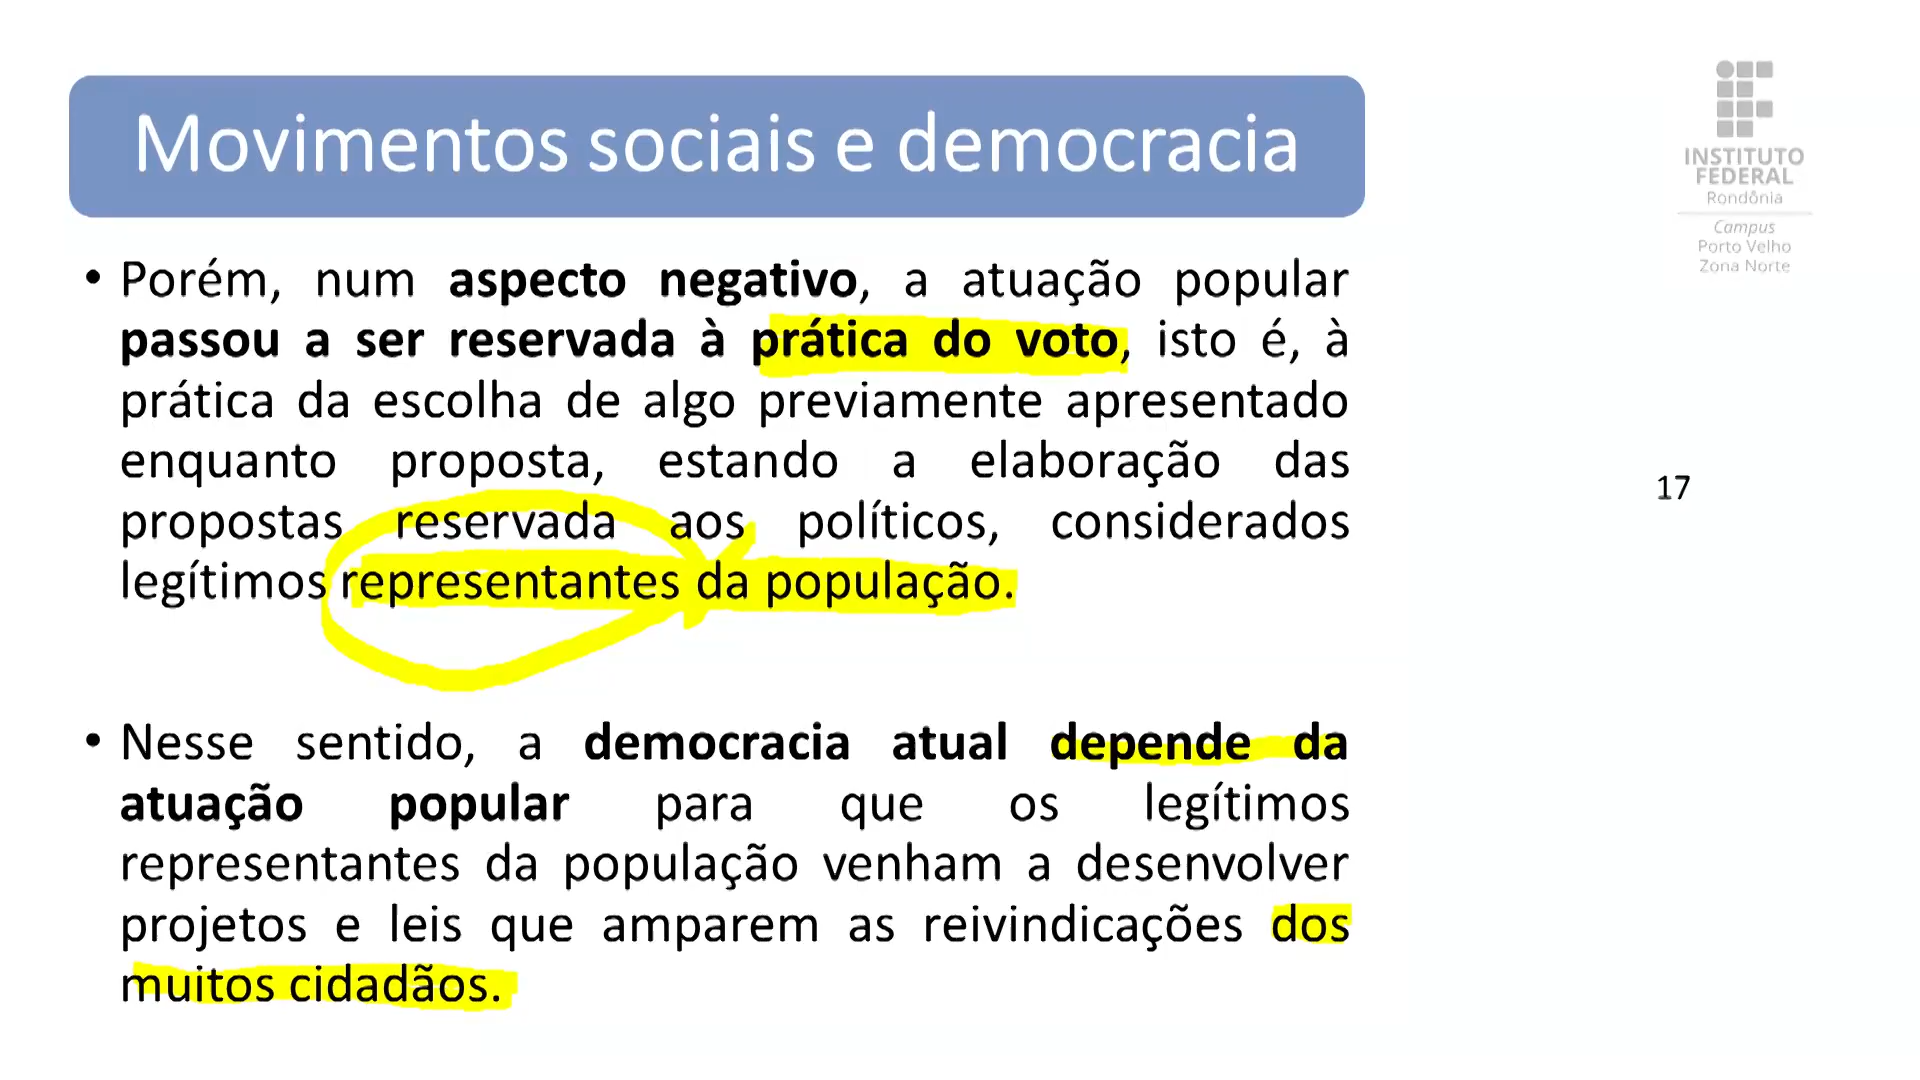 Movimentos sociais e democracia
INSTITUTO
FEDERAL
Rondônia
Campus
Porto Velho
Zona Norte
• Porém, num aspecto negativo, a atuação popular
passou a ser reservada à prática do voto, isto é, à
prática da escolha de algo previamente apresentado
enquanto proposta, estando a elaboração das
propostas reservada aos políticos, considerados
legítimos representantes da população.
17
• Nesse sentido, a democracia atual depende da
atuação popular para que os legítimos
representantes da população venham a desenvolver
projetos e leis que amparem as reivindicações dos
muitos cidadãos.